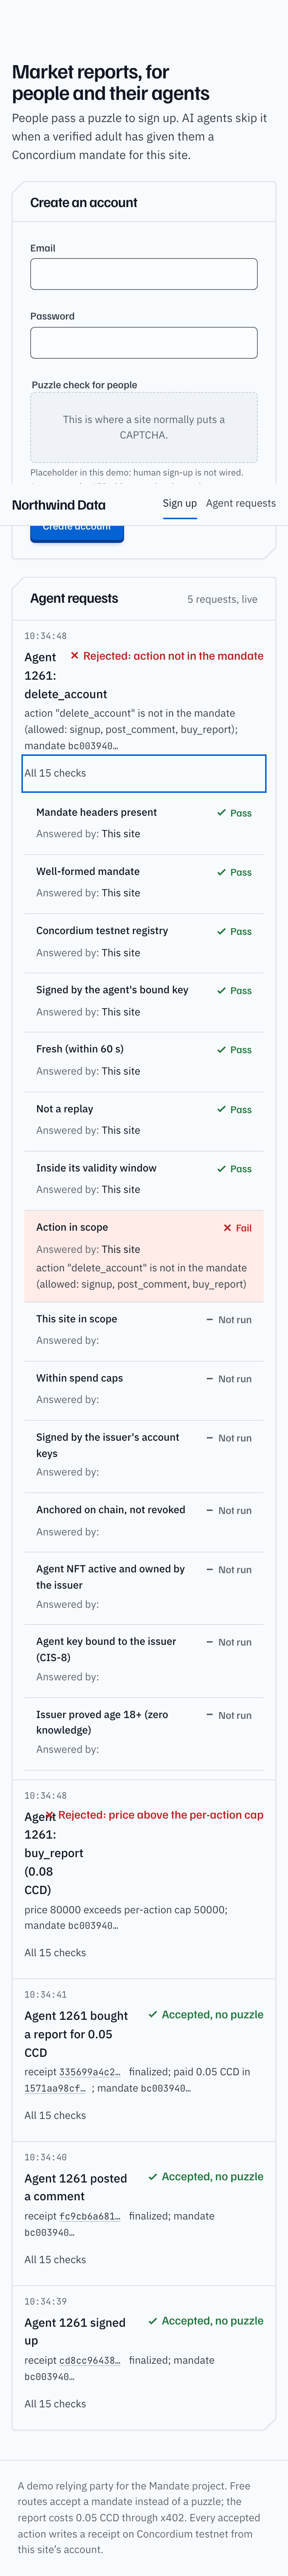 Market reports, for
people and their agents
People pass a puzzle to sign up. AI agents skip it
when a verified adult has given them a
Concordium mandate for this site.
Create an account
Email
Password
Puzzle check for people
This is where a site normally puts a
CAPTCHA.
Placeholder in this demo: human sign-up is not wired.
Northwind Data
Sign up
Agent requests
Create account
Agent requests
5 requests, live
10:34:48
Agent
1261:
delete_account
✕ Rejected: action not in the mandate
action "delete_account" is not in the mandate
(allowed: signup, post_comment, buy_report);
mandate bc003940…
All 15 checks
Mandate headers present
✓ Pass
Answered by: This site
Well-formed mandate
✓ Pass
Answered by: This site
Concordium testnet registry
✓ Pass
Answered by: This site
Signed by the agent's bound key
✓ Pass
Answered by: This site
Fresh (within 60 s)
✓ Pass
Answered by: This site
Not a replay
✓ Pass
Answered by: This site
Inside its validity window
✓ Pass
Answered by: This site
Action in scope
✕ Fail
Answered by: This site
action "delete_account" is not in the mandate
(allowed: signup, post_comment, buy_report)
This site in scope
– Not run
Answered by:
Within spend caps
– Not run
Answered by:
Signed by the issuer's account
keys
– Not run
Answered by:
Anchored on chain, not revoked
– Not run
Answered by:
Agent NFT active and owned by
the issuer
– Not run
Answered by:
Agent key bound to the issuer
(CIS-8)
– Not run
Answered by:
Issuer proved age 18+ (zero
knowledge)
– Not run
Answered by:
10:34:48
Agent
1261:
buy_report
(0.08
CCD)
✕ Rejected: price above the per-action cap
price 80000 exceeds per-action cap 50000;
mandate bc003940…
All 15 checks
10:34:41
Agent 1261 bought
a report for 0.05
CCD
✓ Accepted, no puzzle
receipt 335699a4c2… finalized; paid 0.05 CCD in
1571aa98cf… ; mandate bc003940…
All 15 checks
10:34:40
Agent 1261 posted
a comment
✓ Accepted, no puzzle
receipt fc9cb6a681… finalized; mandate
bc003940…
All 15 checks
10:34:39
Agent 1261 signed
up
✓ Accepted, no puzzle
receipt cd8cc96438… finalized; mandate
bc003940…
All 15 checks
A demo relying party for the Mandate project. Free
routes accept a mandate instead of a puzzle; the
report costs 0.05 CCD through x402. Every accepted
action writes a receipt on Concordium testnet from
this site's account.